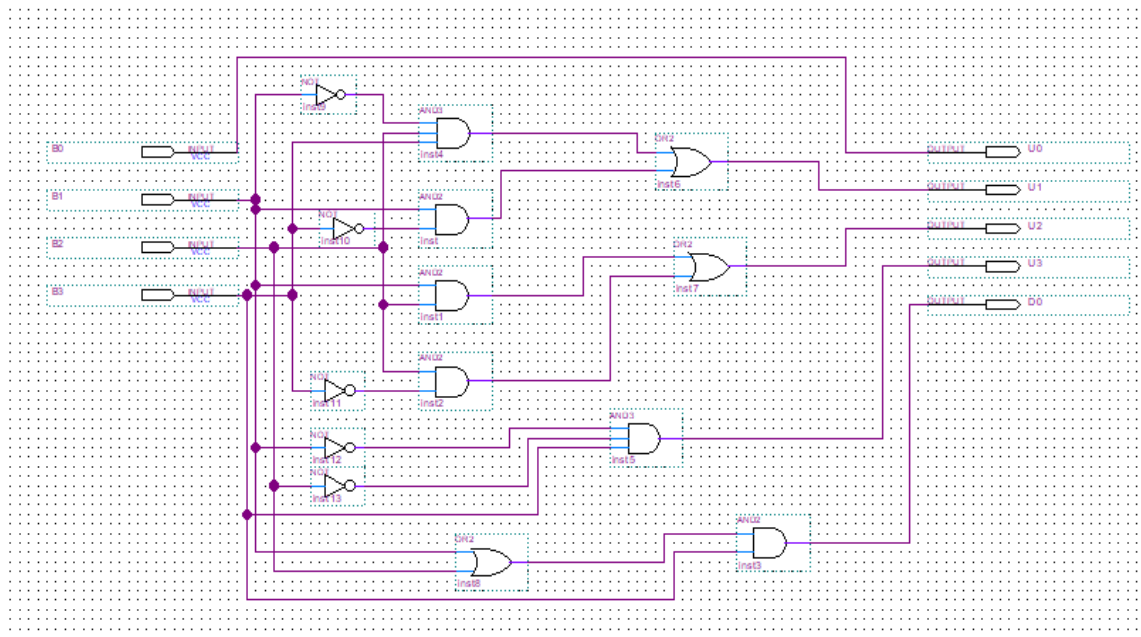 NOT
inst9
AND3
inst4
OR2
inst6
B0
INPUT
VCC
OUTPUT
U0
B1
INPUT
VCC
OUTPUT
U1
AND2
inst
NOT
inst10
B2
INPUT
VCC
OUTPUT
U2
OR2
inst7
B3
INPUT
VCC
OUTPUT
U3
AND2
inst1
OUTPUT
D0
AND2
inst2
NOT
inst11
AND3
inst5
NOT
inst12
NOT
inst13
AND2
inst3
OR2
inst8